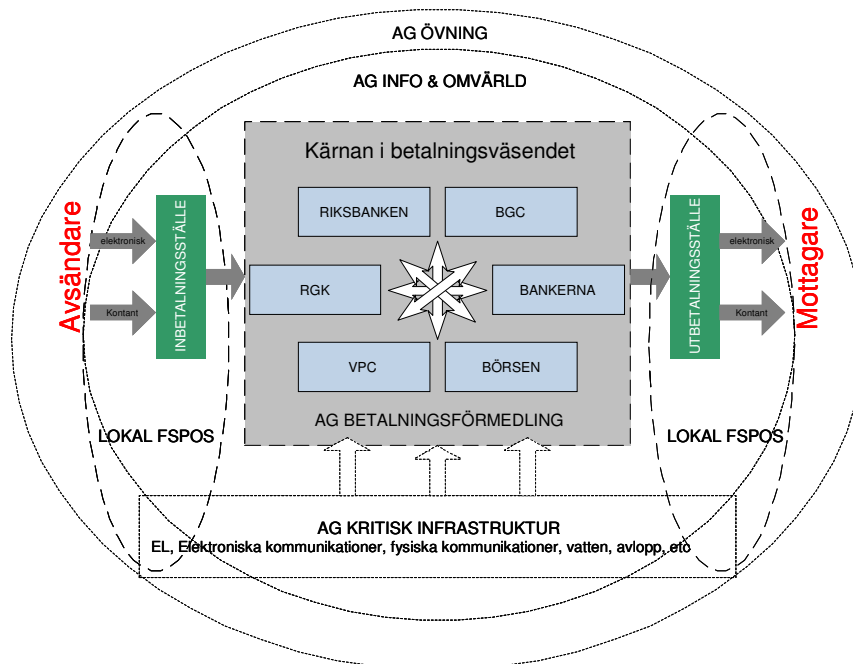 AG ÖVNING
AG INFO & OMVÄRLD
Kärnan i betalningsväsendet
Avsändare
elektronisk
Kontant
INBETALNINGSSTÄLLE
RIKSBANKEN
BGC
RGK
BANKERNA
VPC
BÖRSEN
AG BETALNINGSFÖRMEDLING
UTBETALNINGSSTÄLLE
elektronisk
Kontant
Mottagare
LOKAL FSPOS
LOKAL FSPOS
AG KRITISK INFRASTRUKTUR
EL, Elektroniska kommunikationer, fysiska kommunikationer, vatten, avlopp, etc